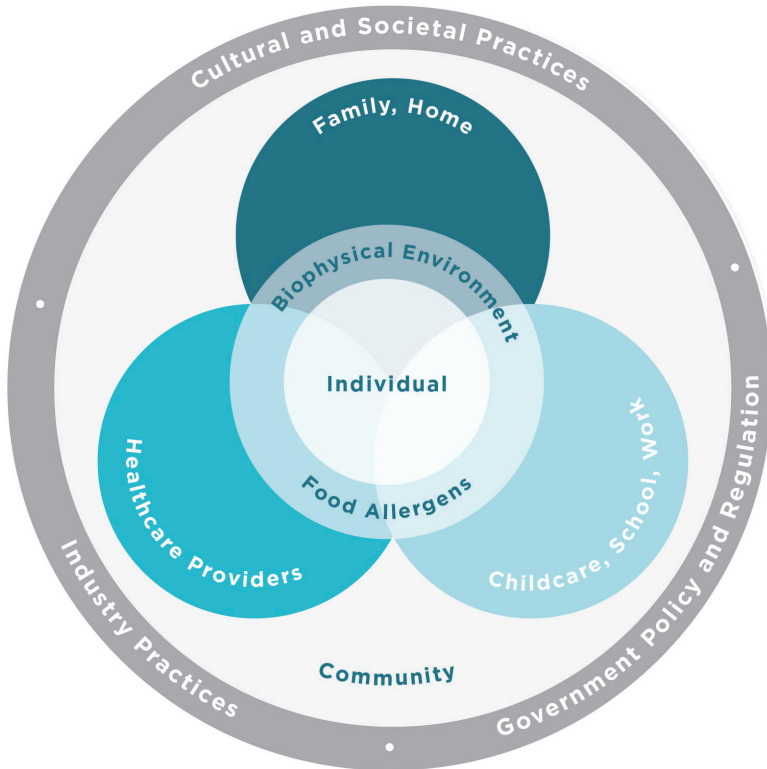 Cultural and Societal Practices
Family, Home
Biophysical Environment
Individual
Food Allergens
Healthcare Providers
Childcare, School, Work
Community
Industry Practices
Government Policy and Regulation